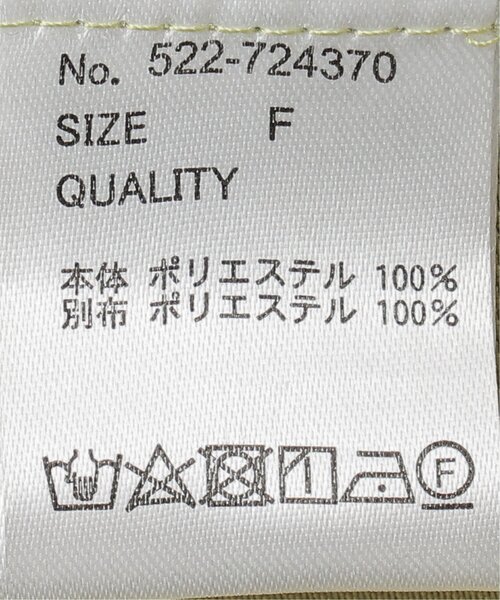 No. 522-724370
SIZE F
QUALITY
本体 ポリエステル 100%
別布 ポリエステル 100%
F